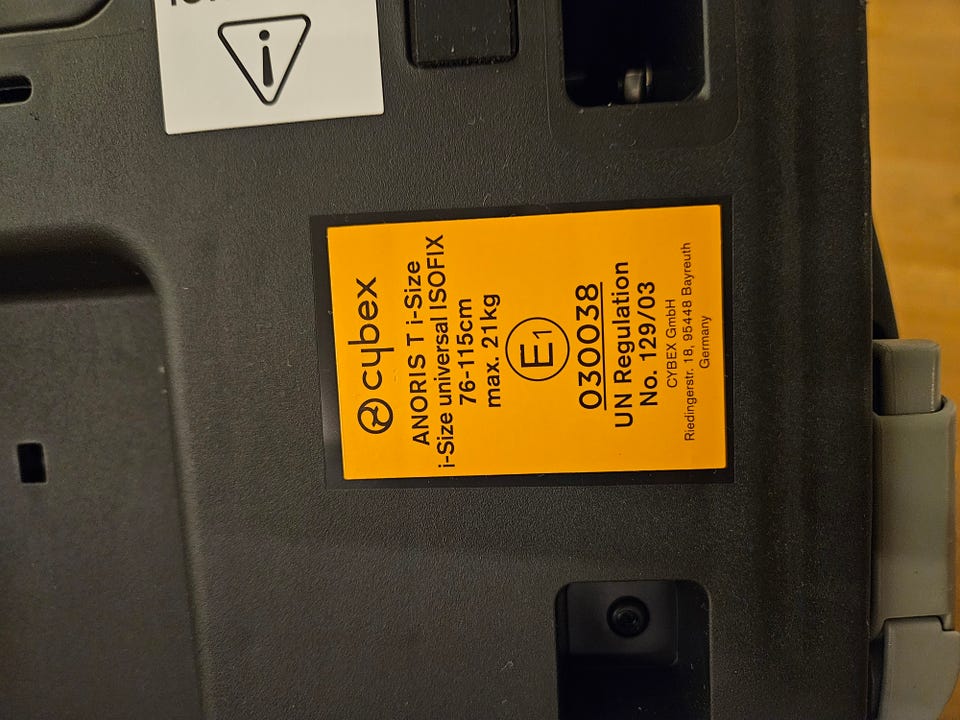 cybex
ANORIS T i-Size
i-Size universal ISOFIX
76-115cm
max. 21kg
E1
030038
UN Regulation
No. 129/03
CYBEX GmbH
Riedingerstr. 18, 95448 Bayreuth
Germany